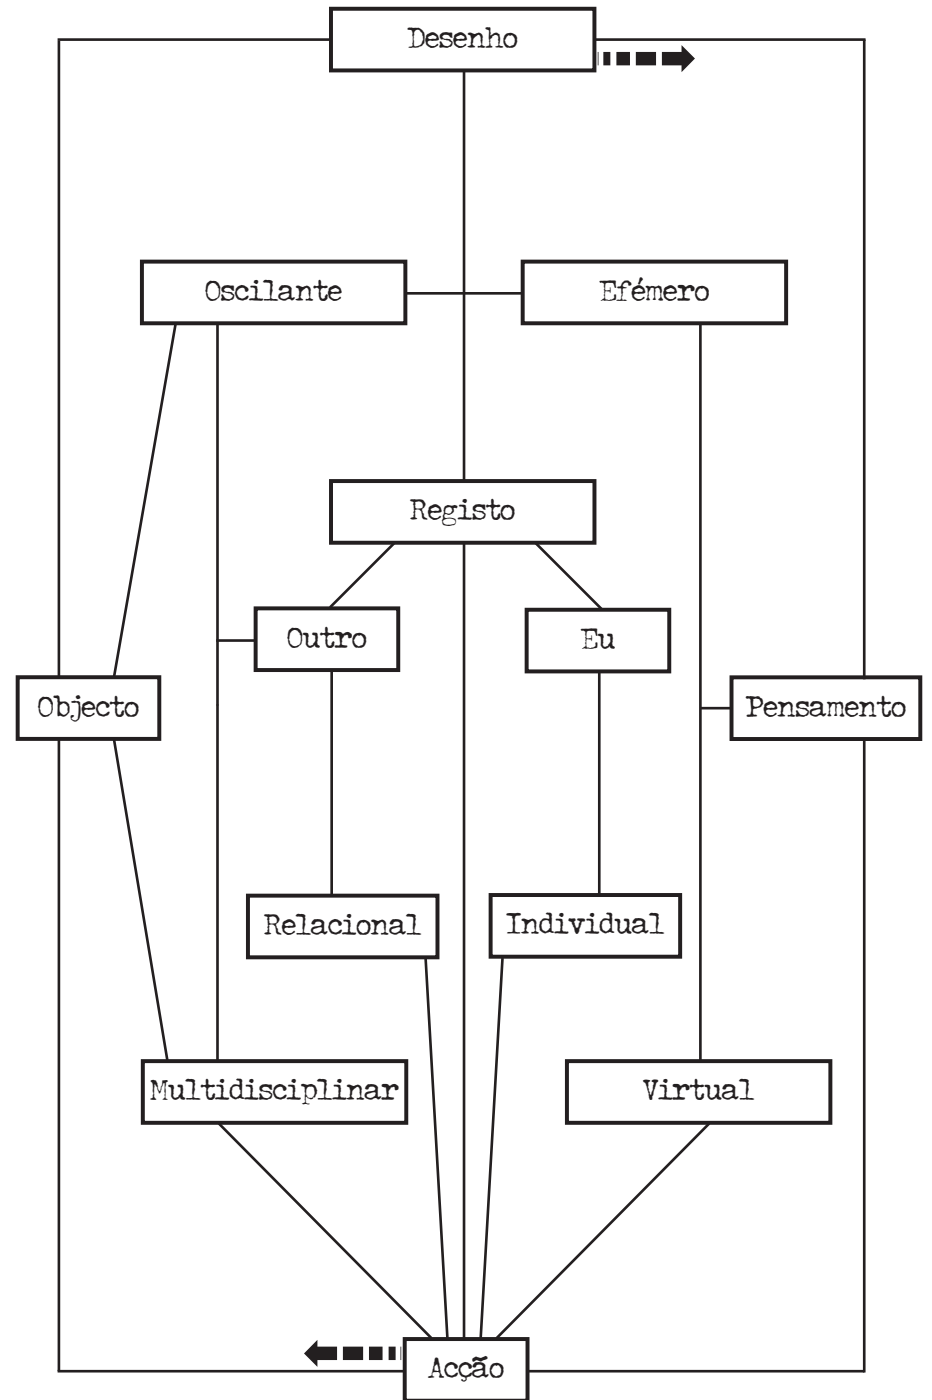 Desenho
Oscilante
Efémero
Registo
Outro
Eu
Objecto
Pensamento
Relacional
Individual
Multidisciplinar
Virtual
Acção